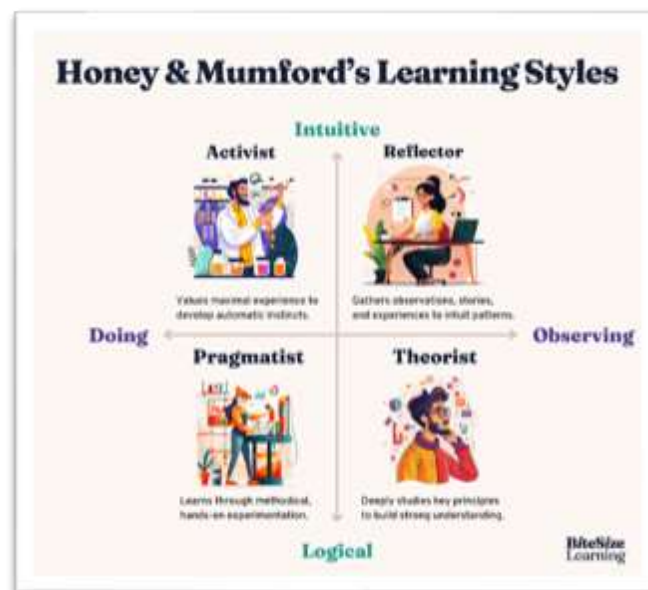 Honey & Mumford's Learning Styles
Intuitive
Activist
Reflector
Values maximal experience to
develop automatic instincts.
Gathers observations, stories,
and experiences to intuit patterns.
Doing
Observing
Pragmatist
Theorist
Learns through methodical,
hands-on experimentation.
Deeply studies key principles
to build strong understanding.
Logical
BiteSize
Learning